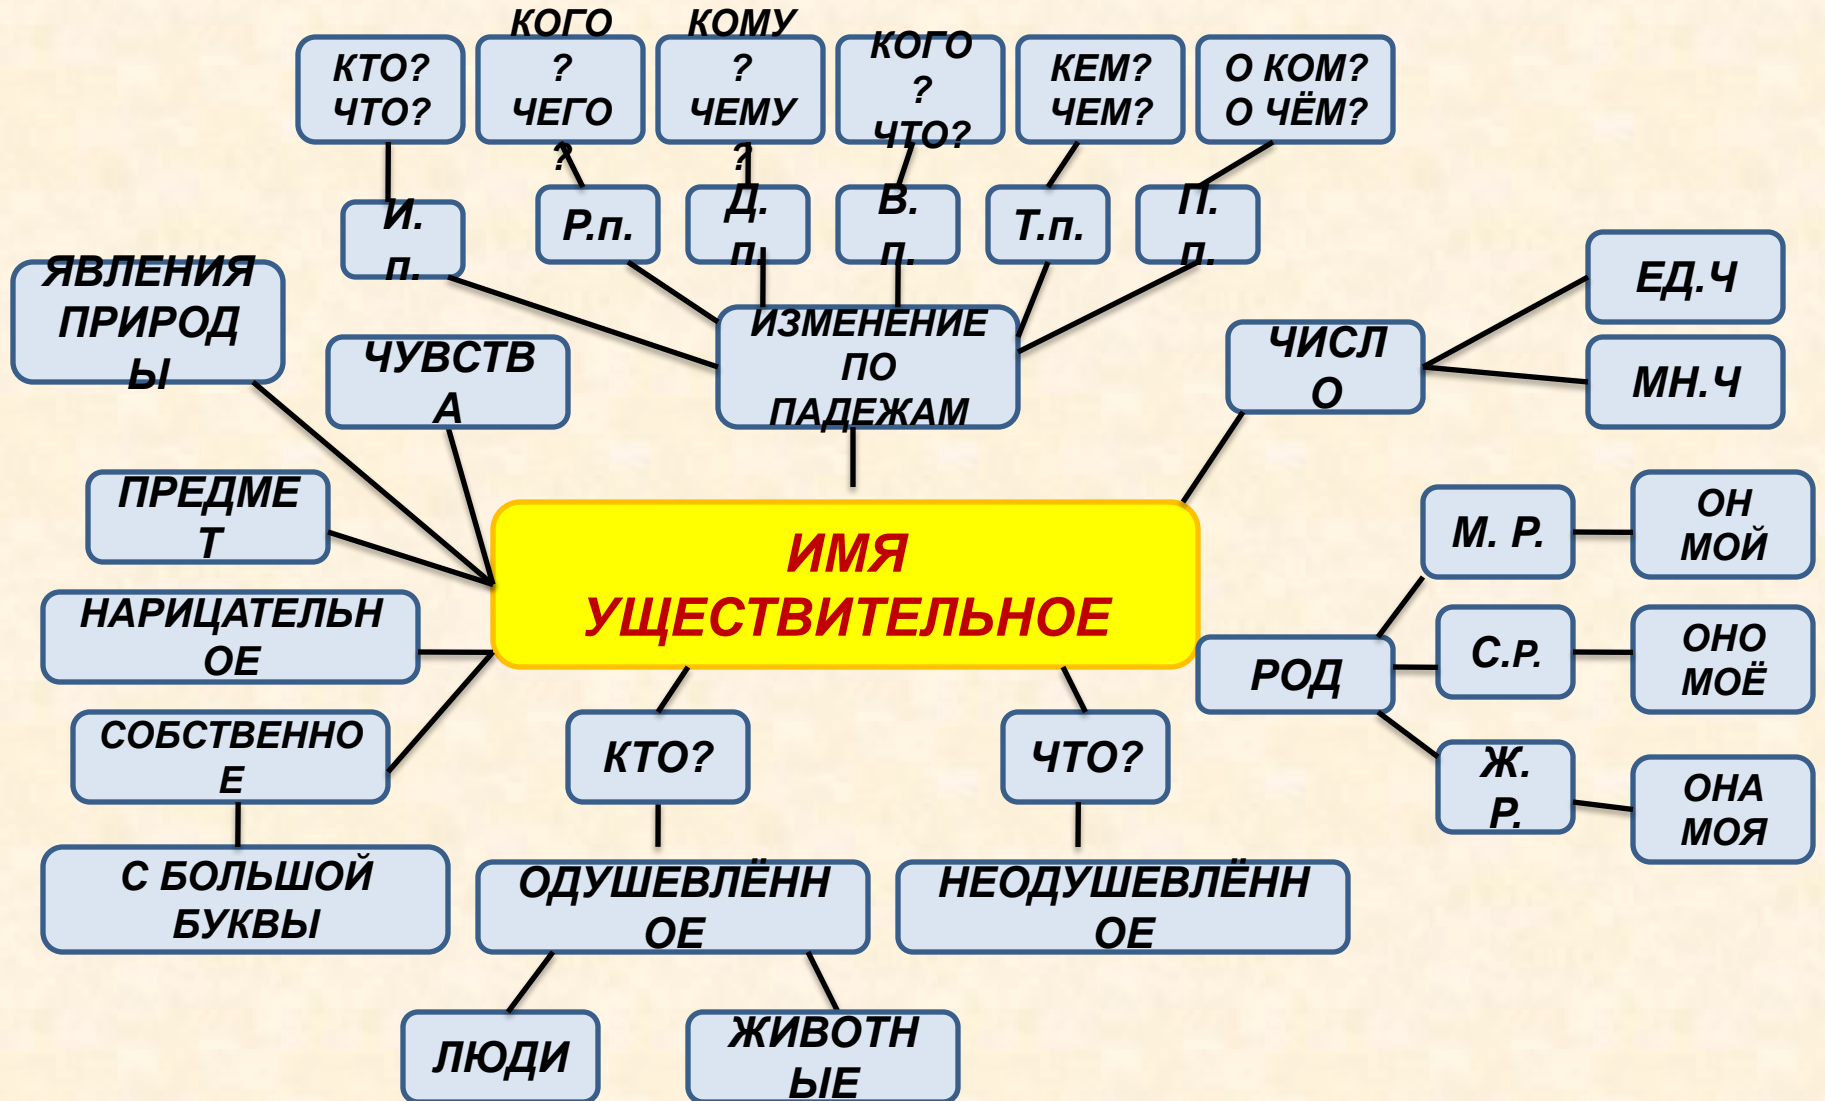 КТО?
ЧТО?
КОГО
?
ЧЕГО
?
КОМУ
?
ЧЕМУ
?
КОГО
?
ЧТО?
КЕМ?
ЧЕМ?
О КОМ?
О ЧЁМ?
И.
п.
Р.п.
Д.
п.
В.
п.
Т.п.
П.
п.
ЯВЛЕНИЯ
ПРИРОД
Ы
ЧУВСТВ
А
ИЗМЕНЕНИЕ
ПО
ПАДЕЖАМ
ЧИСЛ
О
ЕД.Ч
МН.Ч
ПРЕДМЕ
Т
ИМЯ
УЩЕСТВИТЕЛЬНОЕ
М. Р.
ОН
МОЙ
НАРИЦАТЕЛЬН
ОЕ
РОД
С.Р.
ОНО
МОЁ
СОБСТВЕННО
Е
КТО?
ЧТО?
Ж.
Р.
ОНА
МОЯ
С БОЛЬШОЙ
БУКВЫ
ОДУШЕВЛЁНН
ОЕ
НЕОДУШЕВЛЁНН
ОЕ
ЛЮДИ
ЖИВОТН
ЫЕ